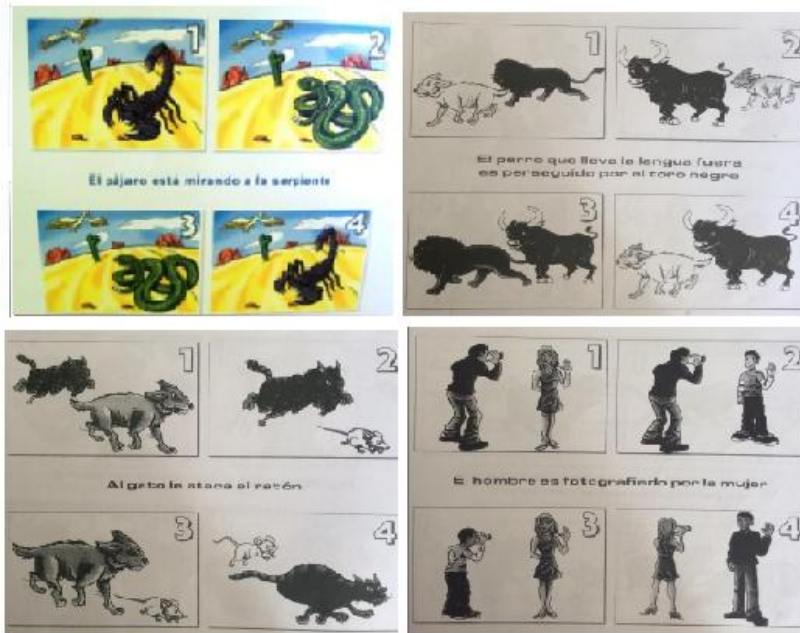 1 2
El pájaro está mirando a la serpiente
3 4
1 2
El perro que lleva la lengua fuera
es perseguido por el toro negro
3 4
1 2
Al gato le ataca el ratón
3 4
1 2
El hombre es fotografiado por la mujer
3 4